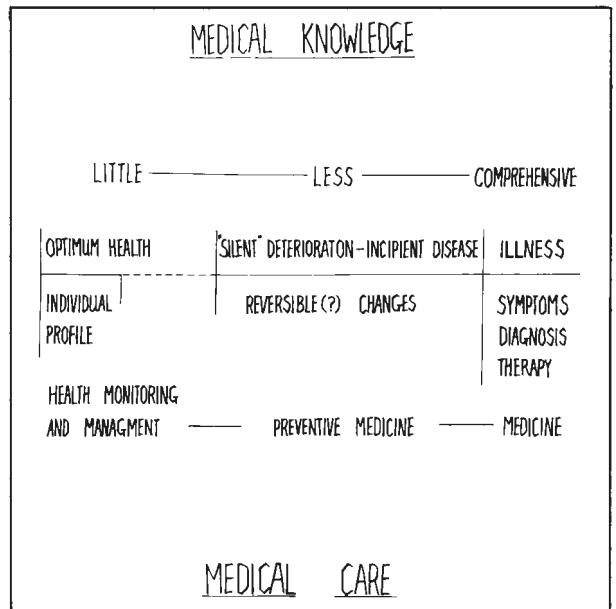 MEDICAL KNOWLEDGE
LITTLE — LESS — COMPREHENSIVE
OPTIMUM HEALTH "SILENT" DETERIORATON-INCIPIENT DISEASE ILLNESS
INDIVIDUAL REVERSIBLE(?) CHANGES SYMPTOMS
PROFILE DIAGNOSIS
THERAPY
HEALTH MONITORING
AND MANAGMENT — PREVENTIVE MEDICINE — MEDICINE
MEDICAL CARE